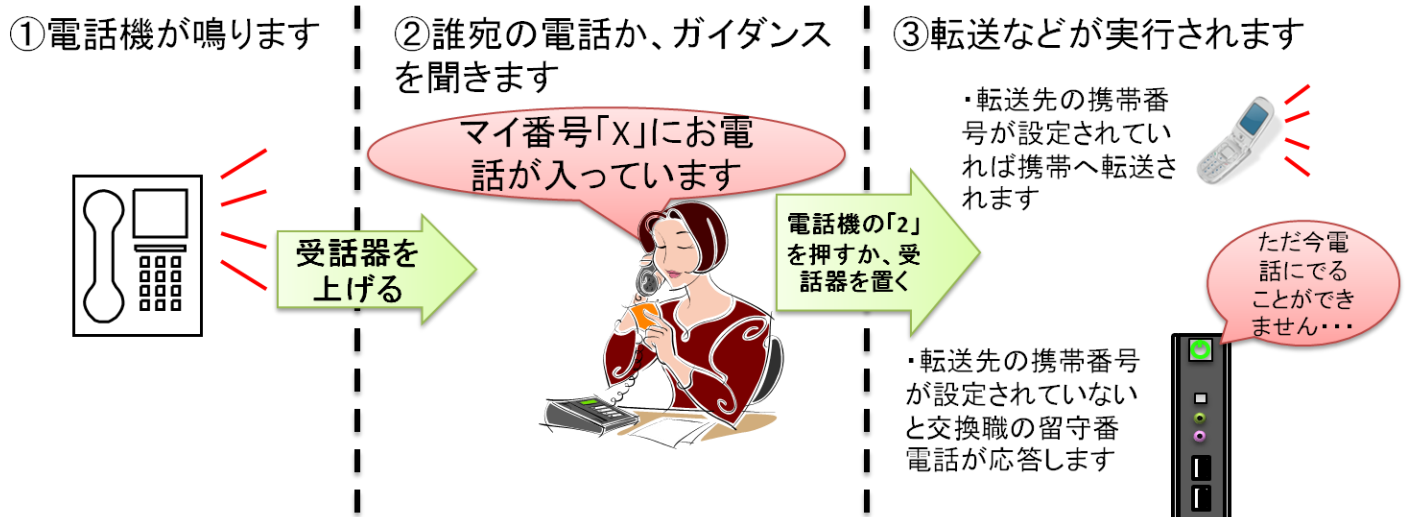 ①電話機が鳴ります
②誰宛の電話か、ガイダンス
を聞きます
マイ番号「X」にお電
話が入っています
受話器を
上げる
電話機の「2」
を押すか、受
話器を置く
③転送などが実行されます
・転送先の携帯番
号が設定されてい
れば携帯へ転送さ
れます
ただ今電
話にでる
ことができ
ません・・・
・転送先の携帯番号
が設定されていない
と交換職の留守番
電話が応答します